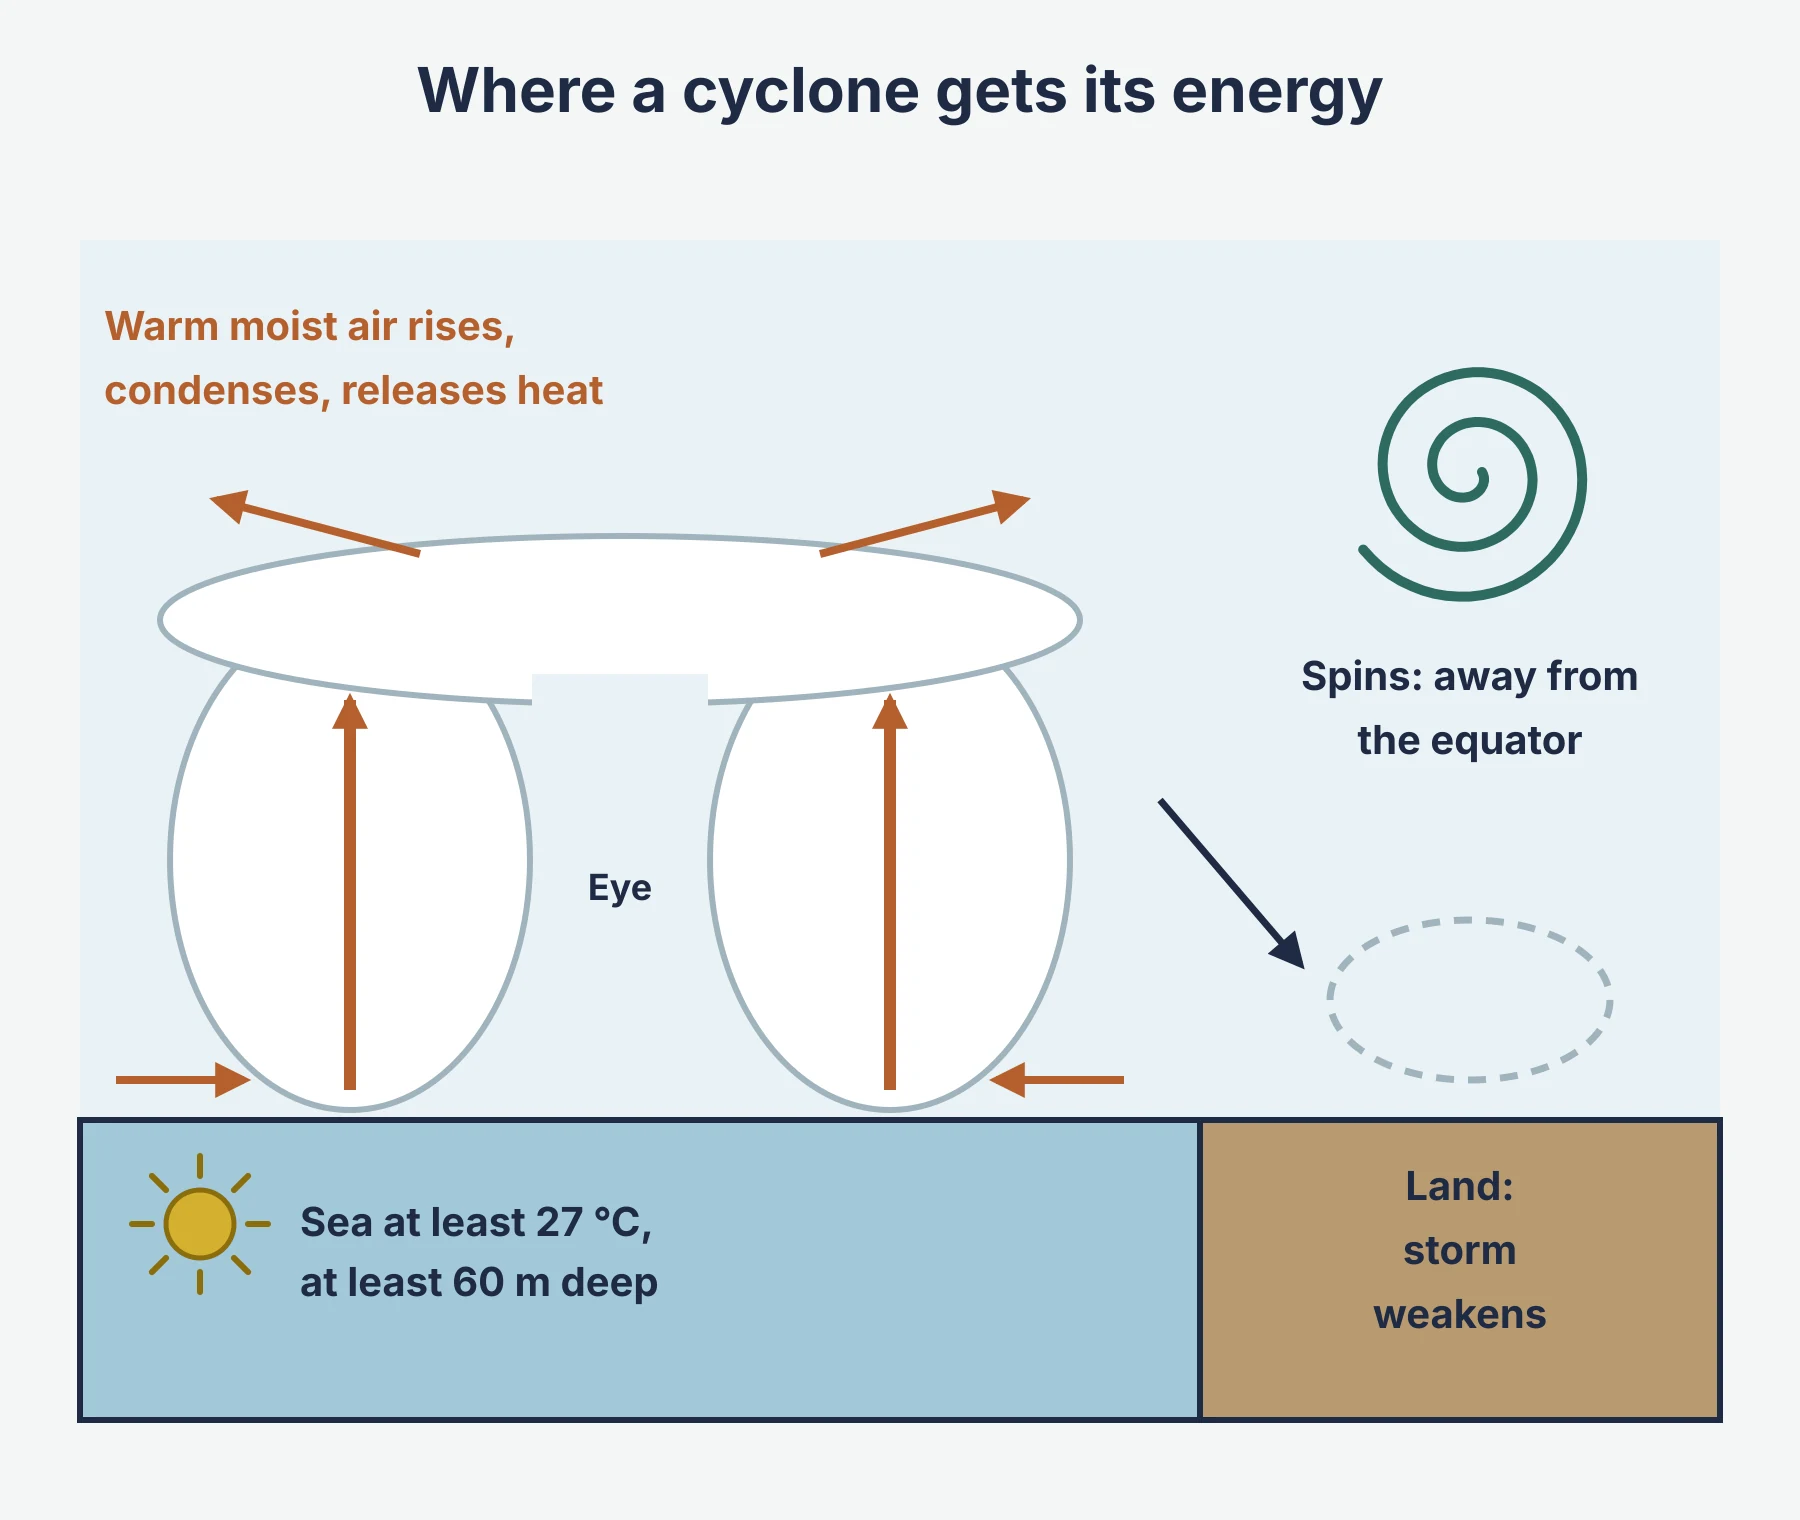 Where a cyclone gets its energy
Warm moist air rises,
condenses, releases heat
Spins: away from
the equator
Eye
Sea at least 27 °C,
at least 60 m deep
Land:
storm
weakens